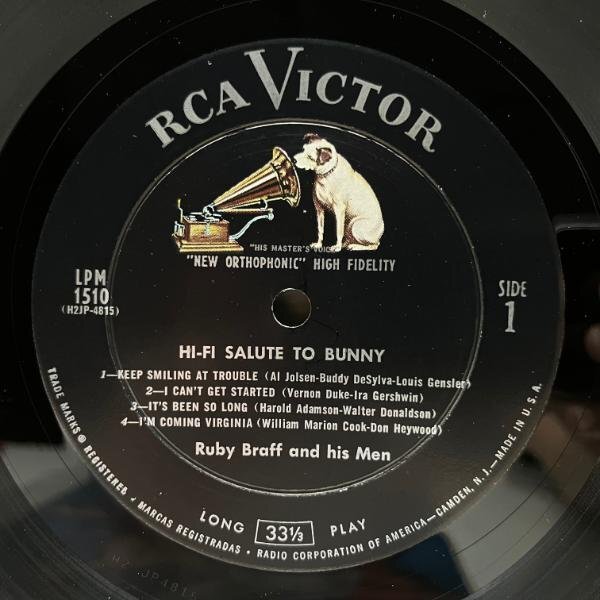 RCA VICTOR
"HIS MASTER'S VOICE"
"NEW ORTHOPHONIC" HIGH FIDELITY
LPM
1510
(H2JP-4815)
SIDE
1
HI-FI SALUTE TO BUNNY
1—KEEP SMILING AT TROUBLE (Al Jolsen-Buddy DeSylva-Louis Gensler)
2—I CAN'T GET STARTED (Vernon Duke-Ira Gershwin)
3—IT'S BEEN SO LONG (Harold Adamson-Walter Donaldson)
4—I'M COMING VIRGINIA (William Marion Cook-Don Heywood)
Ruby Braff and his Men
LONG 33⅓ PLAY
TRADE MARKS ® REGISTERED • MARCAS REGISTRADAS • RADIO CORPORATION OF AMERICA—CAMDEN, N. J.—MADE IN U.S.A.